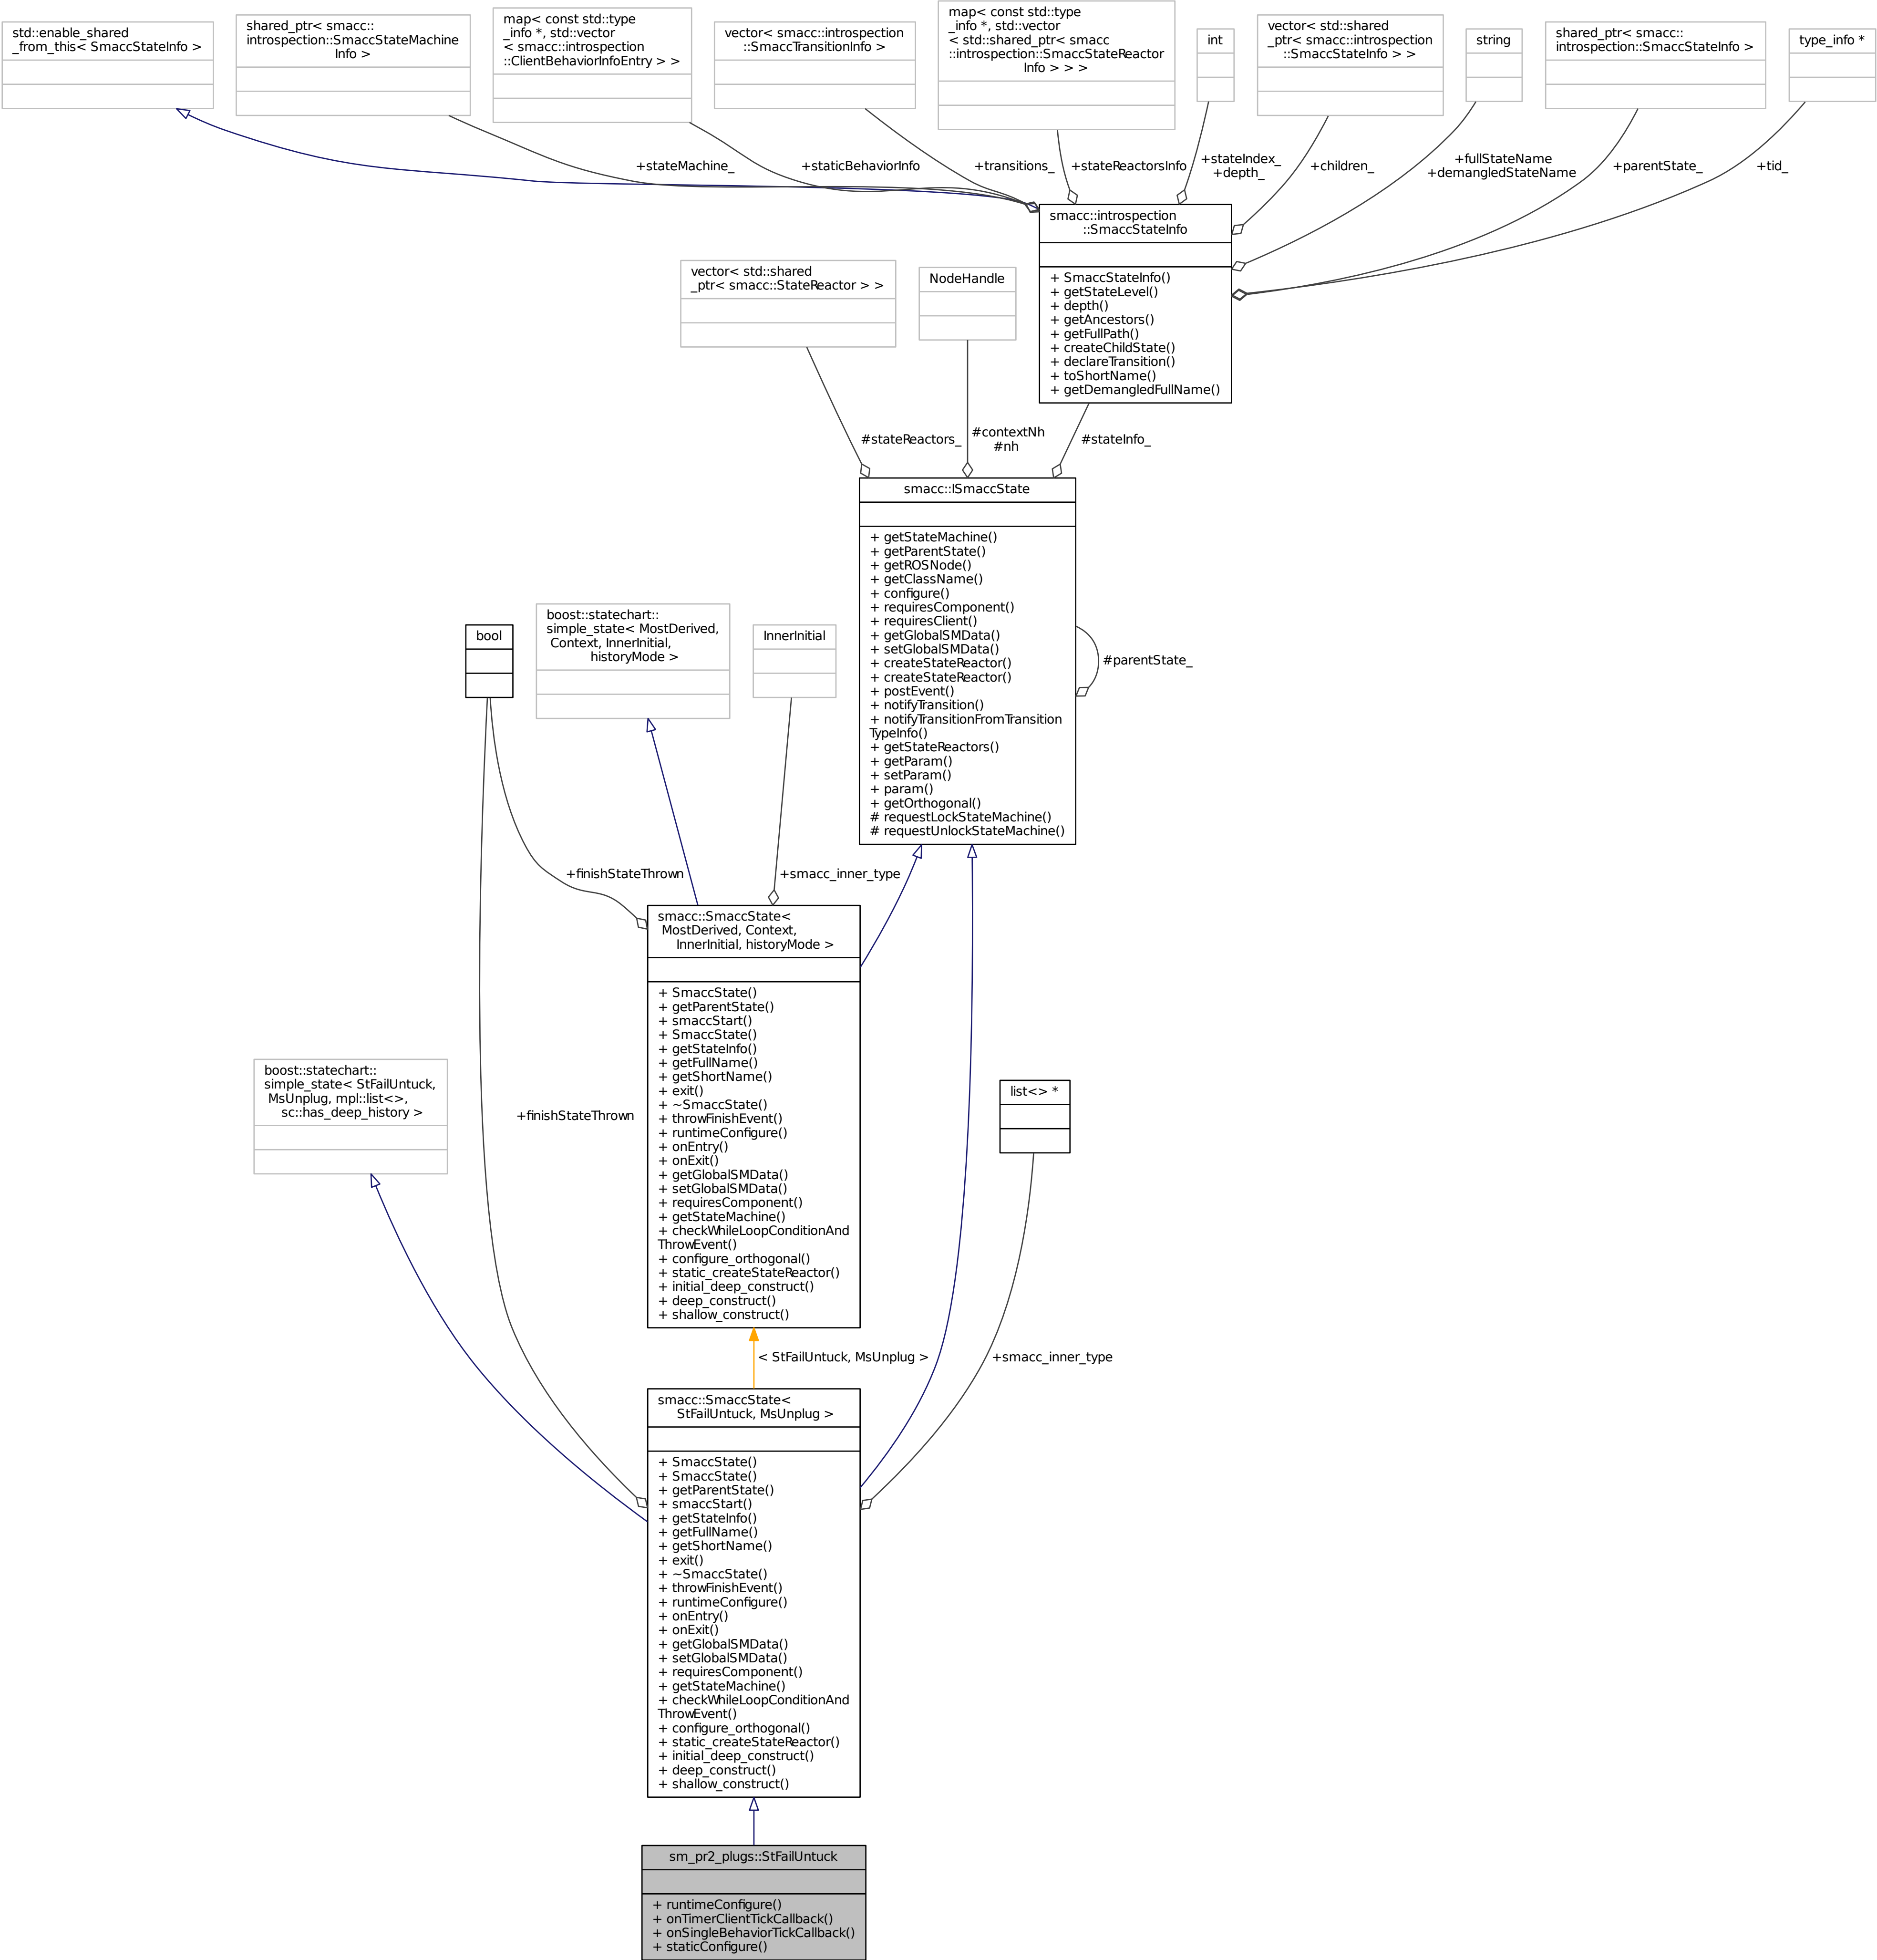 std::enable_shared
_from_this< SmaccStateInfo >
shared_ptr< smacc::
introspection::SmaccStateMachine
Info >
map< const std::type
_info *, std::vector
< smacc::introspection
::ClientBehaviorInfoEntry > >
vector< smacc::introspection
::SmaccTransitionInfo >
map< const std::type
_info *, std::vector
< std::shared_ptr< smacc
::introspection::SmaccStateReactor
Info > > >
int
vector< std::shared
_ptr< smacc::introspection
::SmaccStateInfo > >
string
shared_ptr< smacc::
introspection::SmaccStateInfo >
type_info *
+stateMachine_
+staticBehaviorInfo
+transitions_
+stateReactorsInfo
+stateIndex_
+depth_
+children_
+fullStateName
+demangledStateName
+parentState_
+tid_
smacc::introspection
::SmaccStateInfo
+ SmaccStateInfo()
+ getStateLevel()
+ depth()
+ getAncestors()
+ getFullPath()
+ createChildState()
+ declareTransition()
+ toShortName()
+ getDemangledFullName()
vector< std::shared
_ptr< smacc::StateReactor > >
NodeHandle
#stateReactors_
#contextNh
#nh
#stateInfo_
smacc::ISmaccState
+ getStateMachine()
+ getParentState()
+ getROSNode()
+ getClassName()
+ configure()
+ requiresComponent()
+ requiresClient()
+ getGlobalSMData()
+ setGlobalSMData()
+ createStateReactor()
+ createStateReactor()
+ postEvent()
+ notifyTransition()
+ notifyTransitionFromTransition
TypeInfo()
+ getStateReactors()
+ getParam()
+ setParam()
+ param()
+ getOrthogonal()
# requestLockStateMachine()
# requestUnlockStateMachine()
#parentState_
bool
boost::statechart::
simple_state< MostDerived,
Context, InnerInitial,
historyMode >
InnerInitial
+finishStateThrown
+smacc_inner_type
smacc::SmaccState<
MostDerived, Context,
InnerInitial, historyMode >
+ SmaccState()
+ getParentState()
+ smaccStart()
+ SmaccState()
+ getStateInfo()
+ getFullName()
+ getShortName()
+ exit()
+ ~SmaccState()
+ throwFinishEvent()
+ runtimeConfigure()
+ onEntry()
+ onExit()
+ getGlobalSMData()
+ setGlobalSMData()
+ requiresComponent()
+ getStateMachine()
+ checkWhileLoopConditionAnd
ThrowEvent()
+ configure_orthogonal()
+ static_createStateReactor()
+ initial_deep_construct()
+ deep_construct()
+ shallow_construct()
boost::statechart::
simple_state< StFailUntuck,
MsUnplug, mpl::list<>,
sc::has_deep_history >
+finishStateThrown
list<> *
< StFailUntuck, MsUnplug >
+smacc_inner_type
smacc::SmaccState<
StFailUntuck, MsUnplug >
+ SmaccState()
+ SmaccState()
+ getParentState()
+ smaccStart()
+ getStateInfo()
+ getFullName()
+ getShortName()
+ exit()
+ ~SmaccState()
+ throwFinishEvent()
+ runtimeConfigure()
+ onEntry()
+ onExit()
+ getGlobalSMData()
+ setGlobalSMData()
+ requiresComponent()
+ getStateMachine()
+ checkWhileLoopConditionAnd
ThrowEvent()
+ configure_orthogonal()
+ static_createStateReactor()
+ initial_deep_construct()
+ deep_construct()
+ shallow_construct()
sm_pr2_plugs::StFailUntuck
+ runtimeConfigure()
+ onTimerClientTickCallback()
+ onSingleBehaviorTickCallback()
+ staticConfigure()